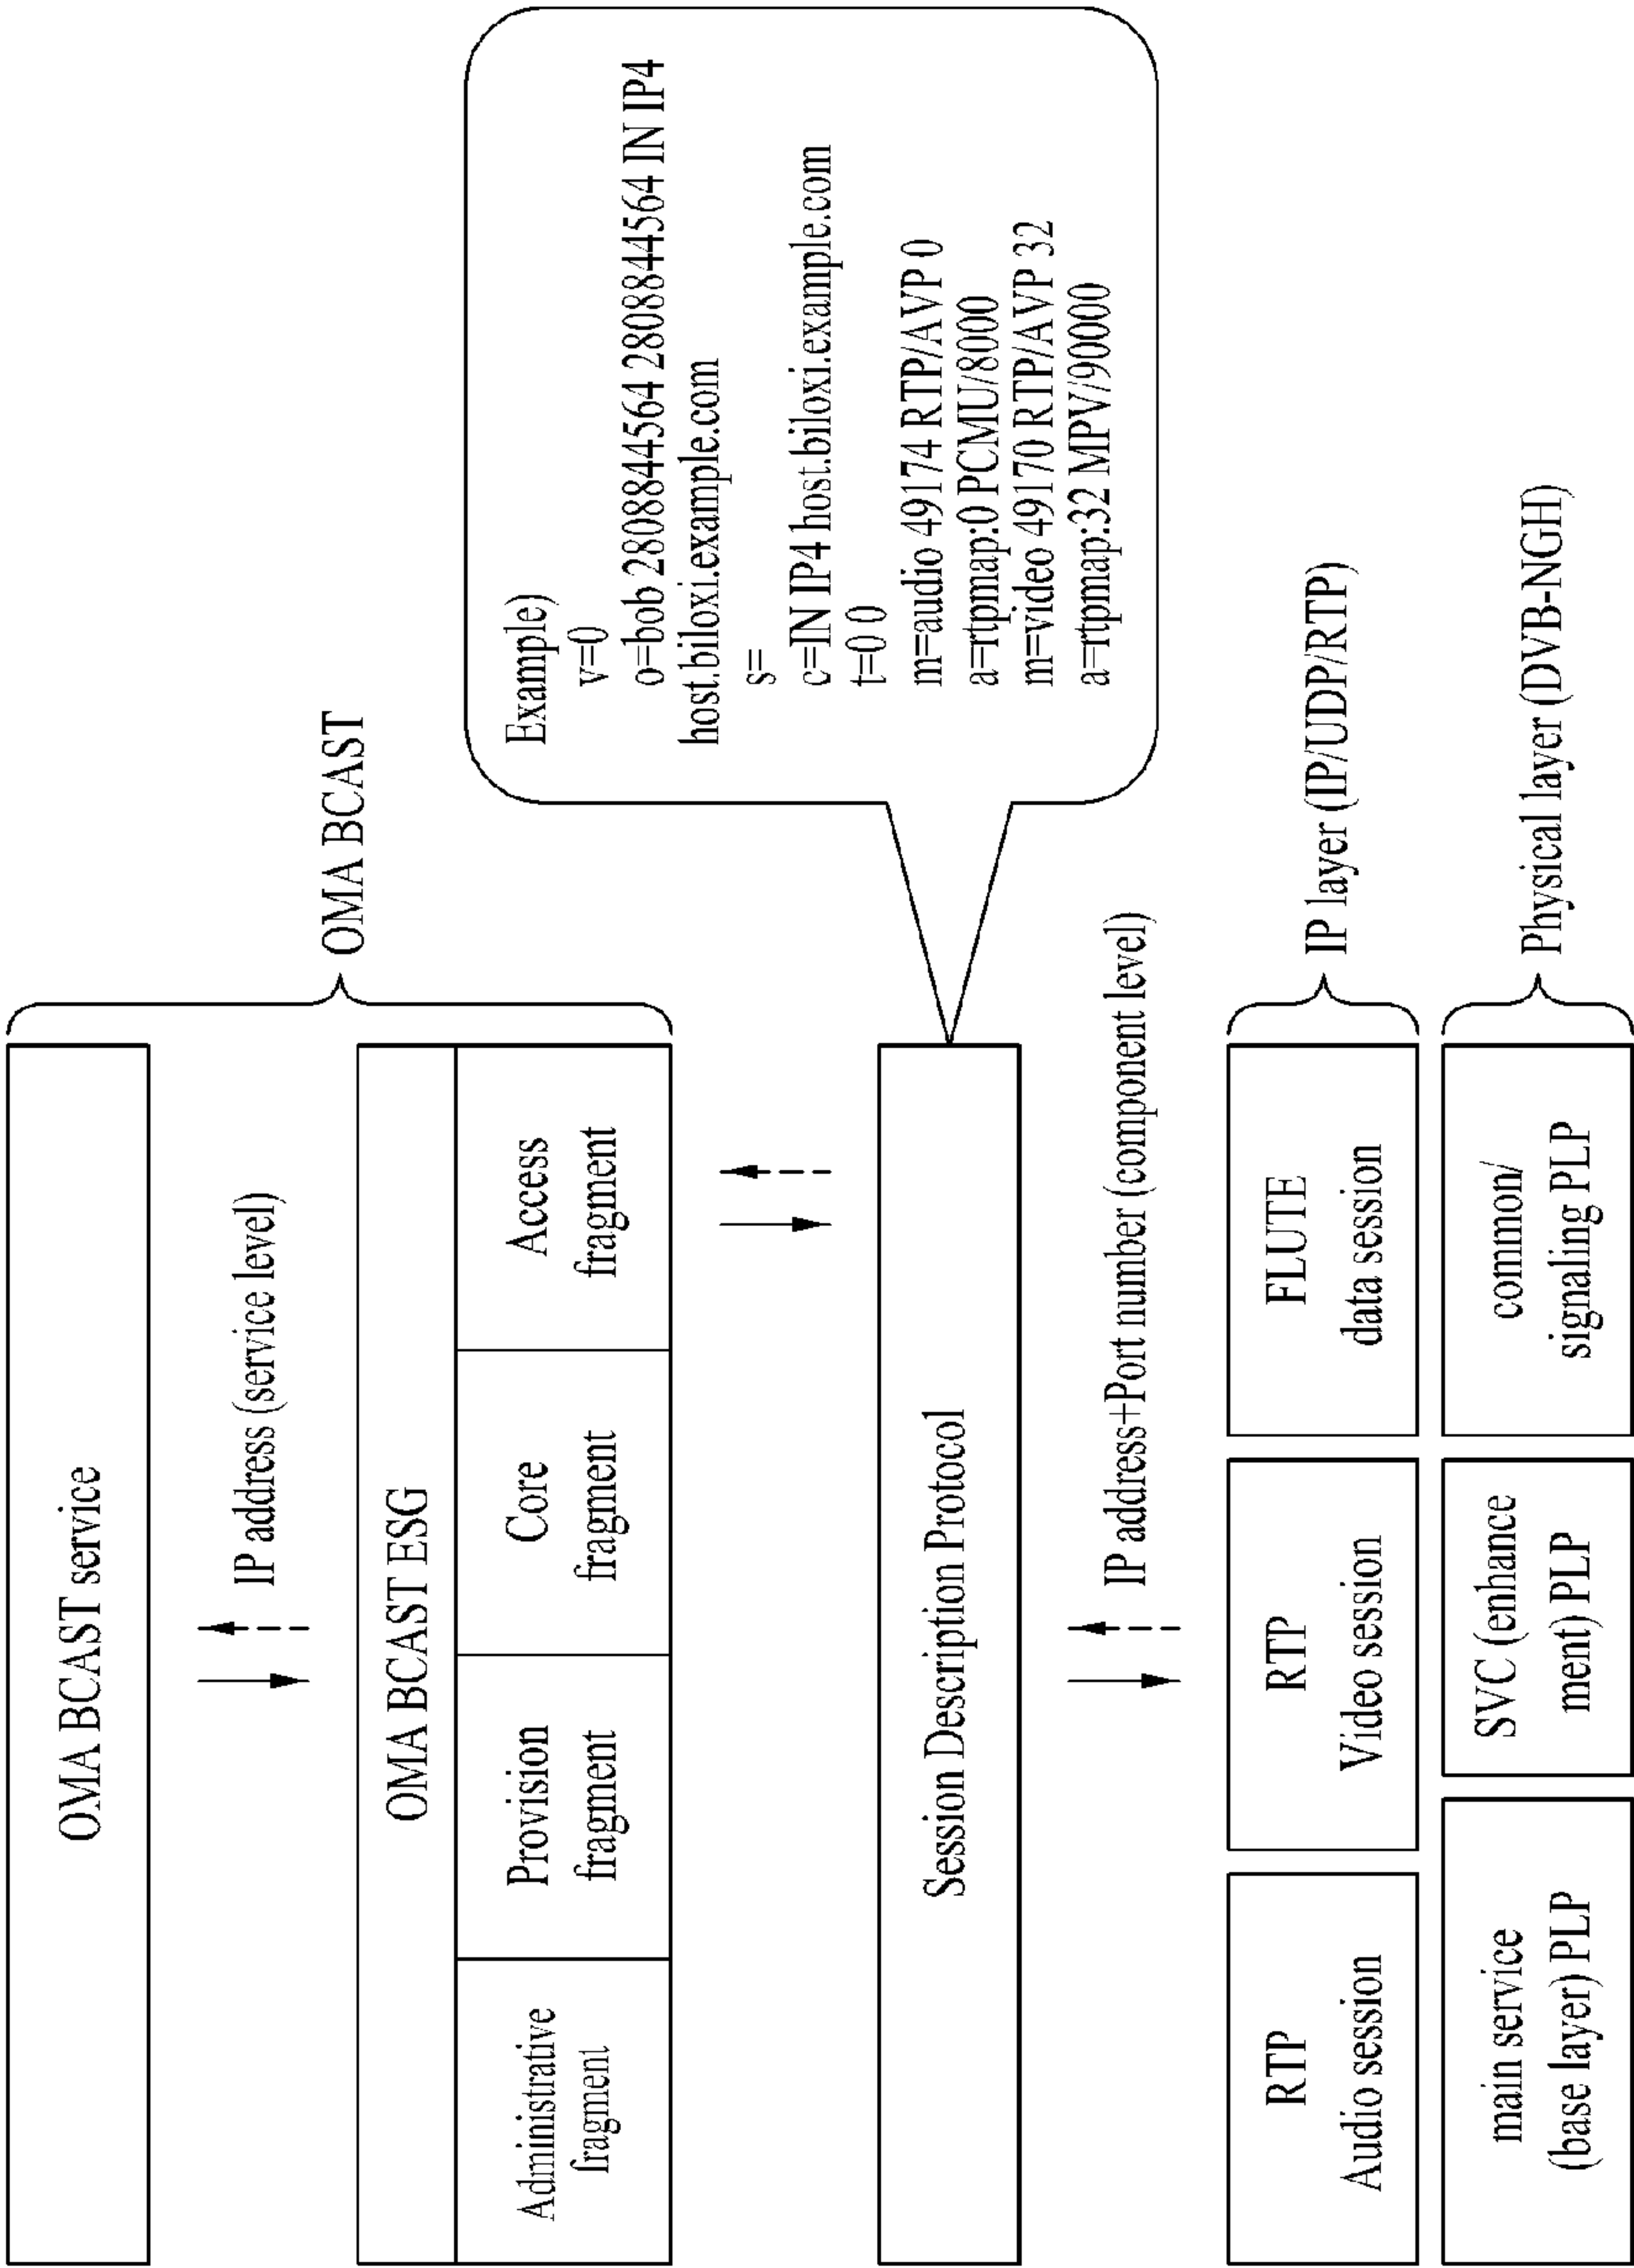 OMA BCAST service
IP address (service level)
OMA BCAST
OMA BCAST ESG
Administrative
fragment
Provision
fragment
Core
fragment
Access
fragment
Example)
v=0
o=bob 2808844564 2808844564 IN IP4
host.biloxi.example.com
s=
c=IN IP4 host.biloxi.example.com
t=0 0
m=audio 49174 RTP/AVP 0
a=rtpmap:0 PCMU/8000
m=video 49170 RTP/AVP 32
a=rtpmap:32 MPV/90000
Session Description Protocol
IP address+Port number (component level)
RTP
Audio session
RTP
Video session
FLUTE
data session
IP layer (IP/UDP/RTP)
main service
(base layer) PLP
SVC (enhance
ment) PLP
common/
signaling PLP
Physical layer (DVB-NGH)